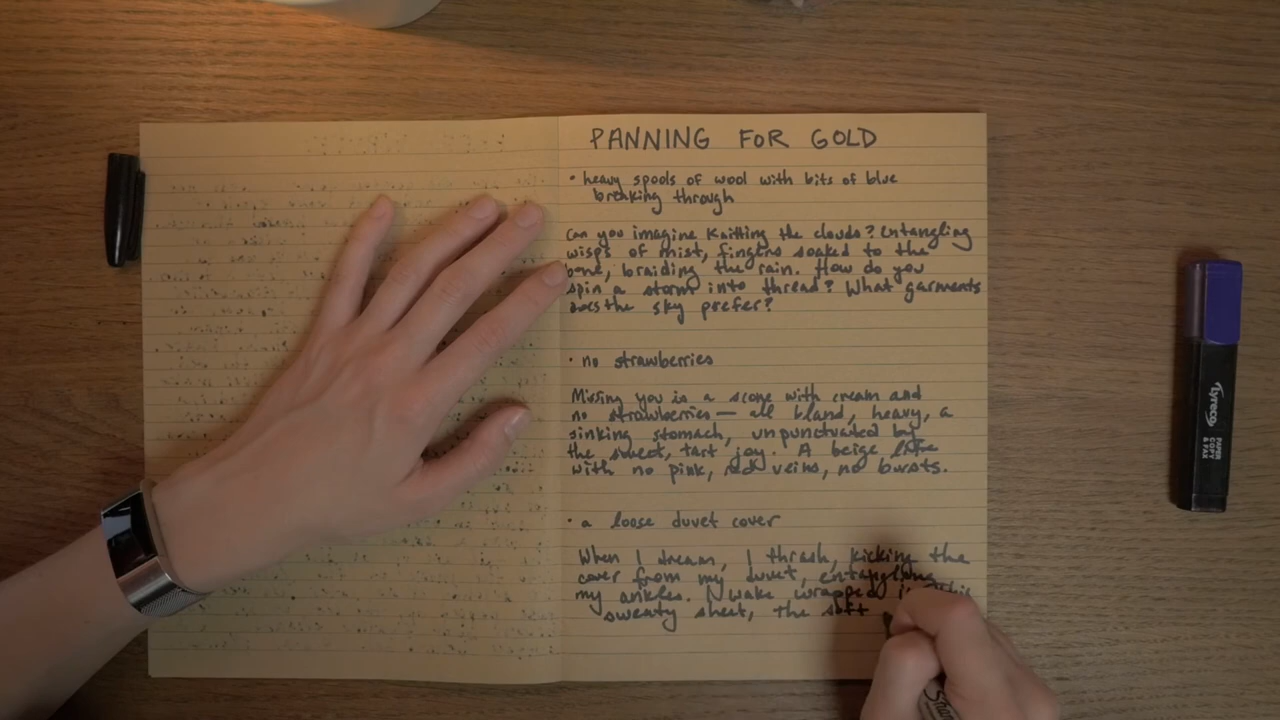 PANNING FOR GOLD
• heavy spools of wool with bits of blue
breaking through
Can you imagine knitting the clouds? Entangling
wisps of mist, fingers soaked to the
bone, braiding the rain. How do you
spin a storm into thread? What garments
does the sky prefer?
• no strawberries
Missing you is a scone with cream and
no strawberries — all bland, heavy, a
sinking stomach, unpunctuated by
the sweet, tart joy. A beige life
with no pink, red veins, no bursts.
• a loose duvet cover
When I dream, I thrash, kicking the
cover from my duvet, entangling
my ankles. I wake wrapped in this
sweaty sheet, the soft
Lyreco
PAPER
COPY
& FAX